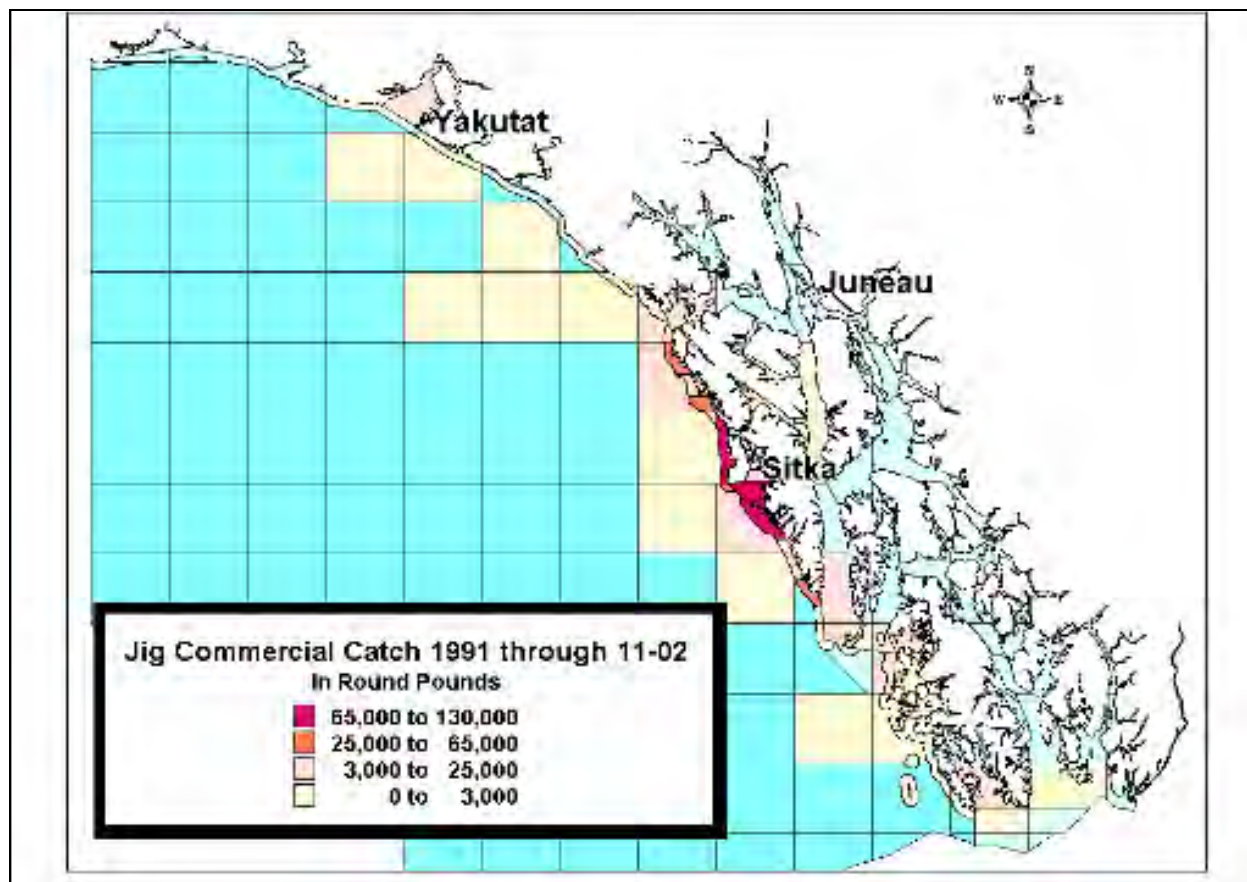 Yakutat
N
W E
S
Juneau
Sitka
Jig Commercial Catch 1991 through 11-02
In Round Pounds
65,000 to 130,000
25,000 to 65,000
3,000 to 25,000
0 to 3,000